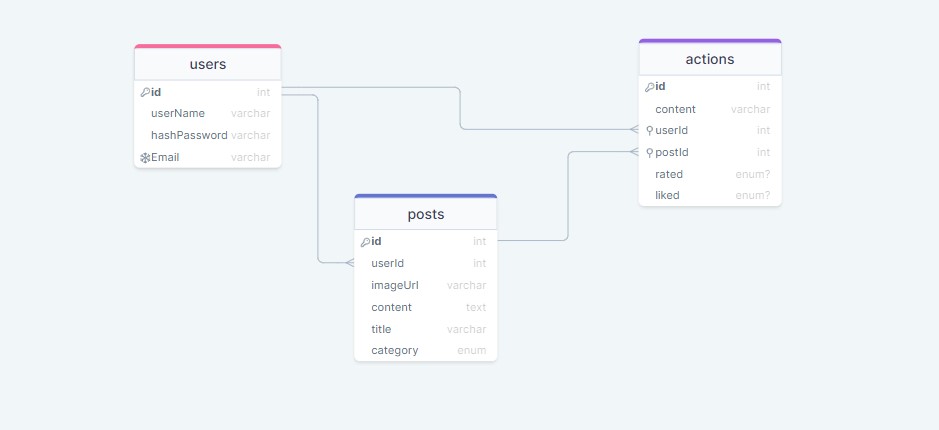 users
id int
userName varchar
hashPassword varchar
Email varchar
posts
id int
userId int
imageUrl varchar
content text
title varchar
category enum
actions
id int
content varchar
userId int
postId int
rated enum?
liked enum?